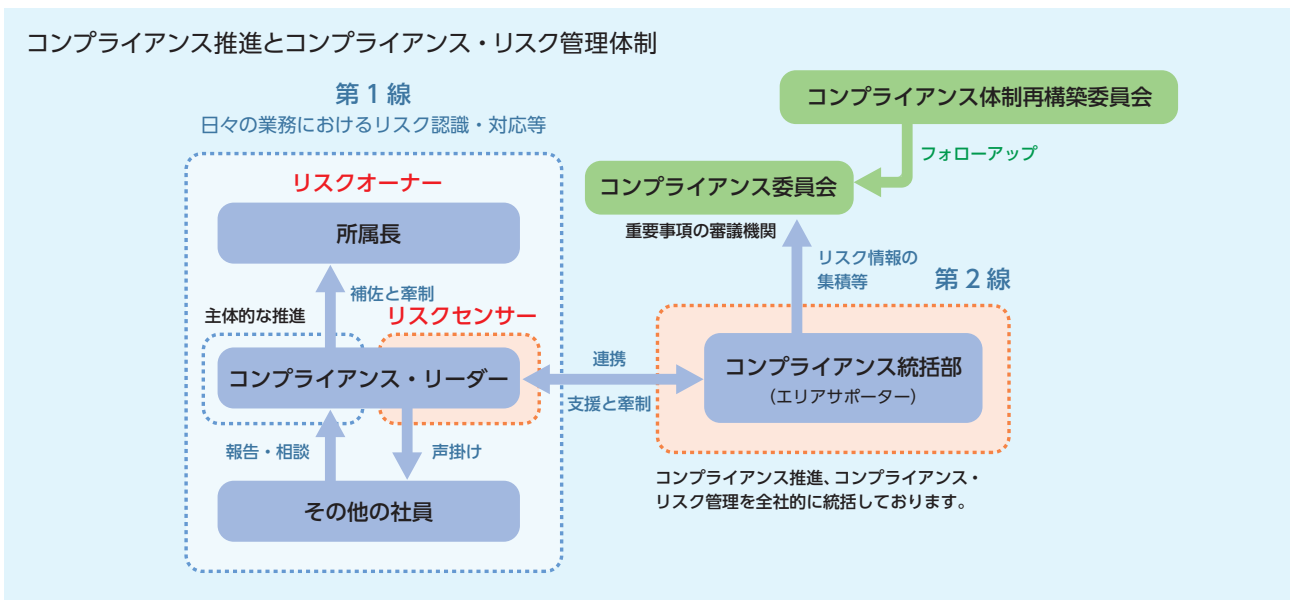 コンプライアンス推進とコンプライアンス・リスク管理体制
第1線
日々の業務におけるリスク認識・対応等
リスクオーナー
所属長
補佐と牽制
主体的な推進
リスクセンサー
コンプライアンス・リーダー
報告・相談
声掛け
その他の社員
連携
支援と牽制
コンプライアンス体制再構築委員会
フォローアップ
コンプライアンス委員会
重要事項の審議機関
リスク情報の
集積等
第2線
コンプライアンス統括部
(エリアサポーター)
コンプライアンス推進、コンプライアンス・
リスク管理を全社的に統括しております。